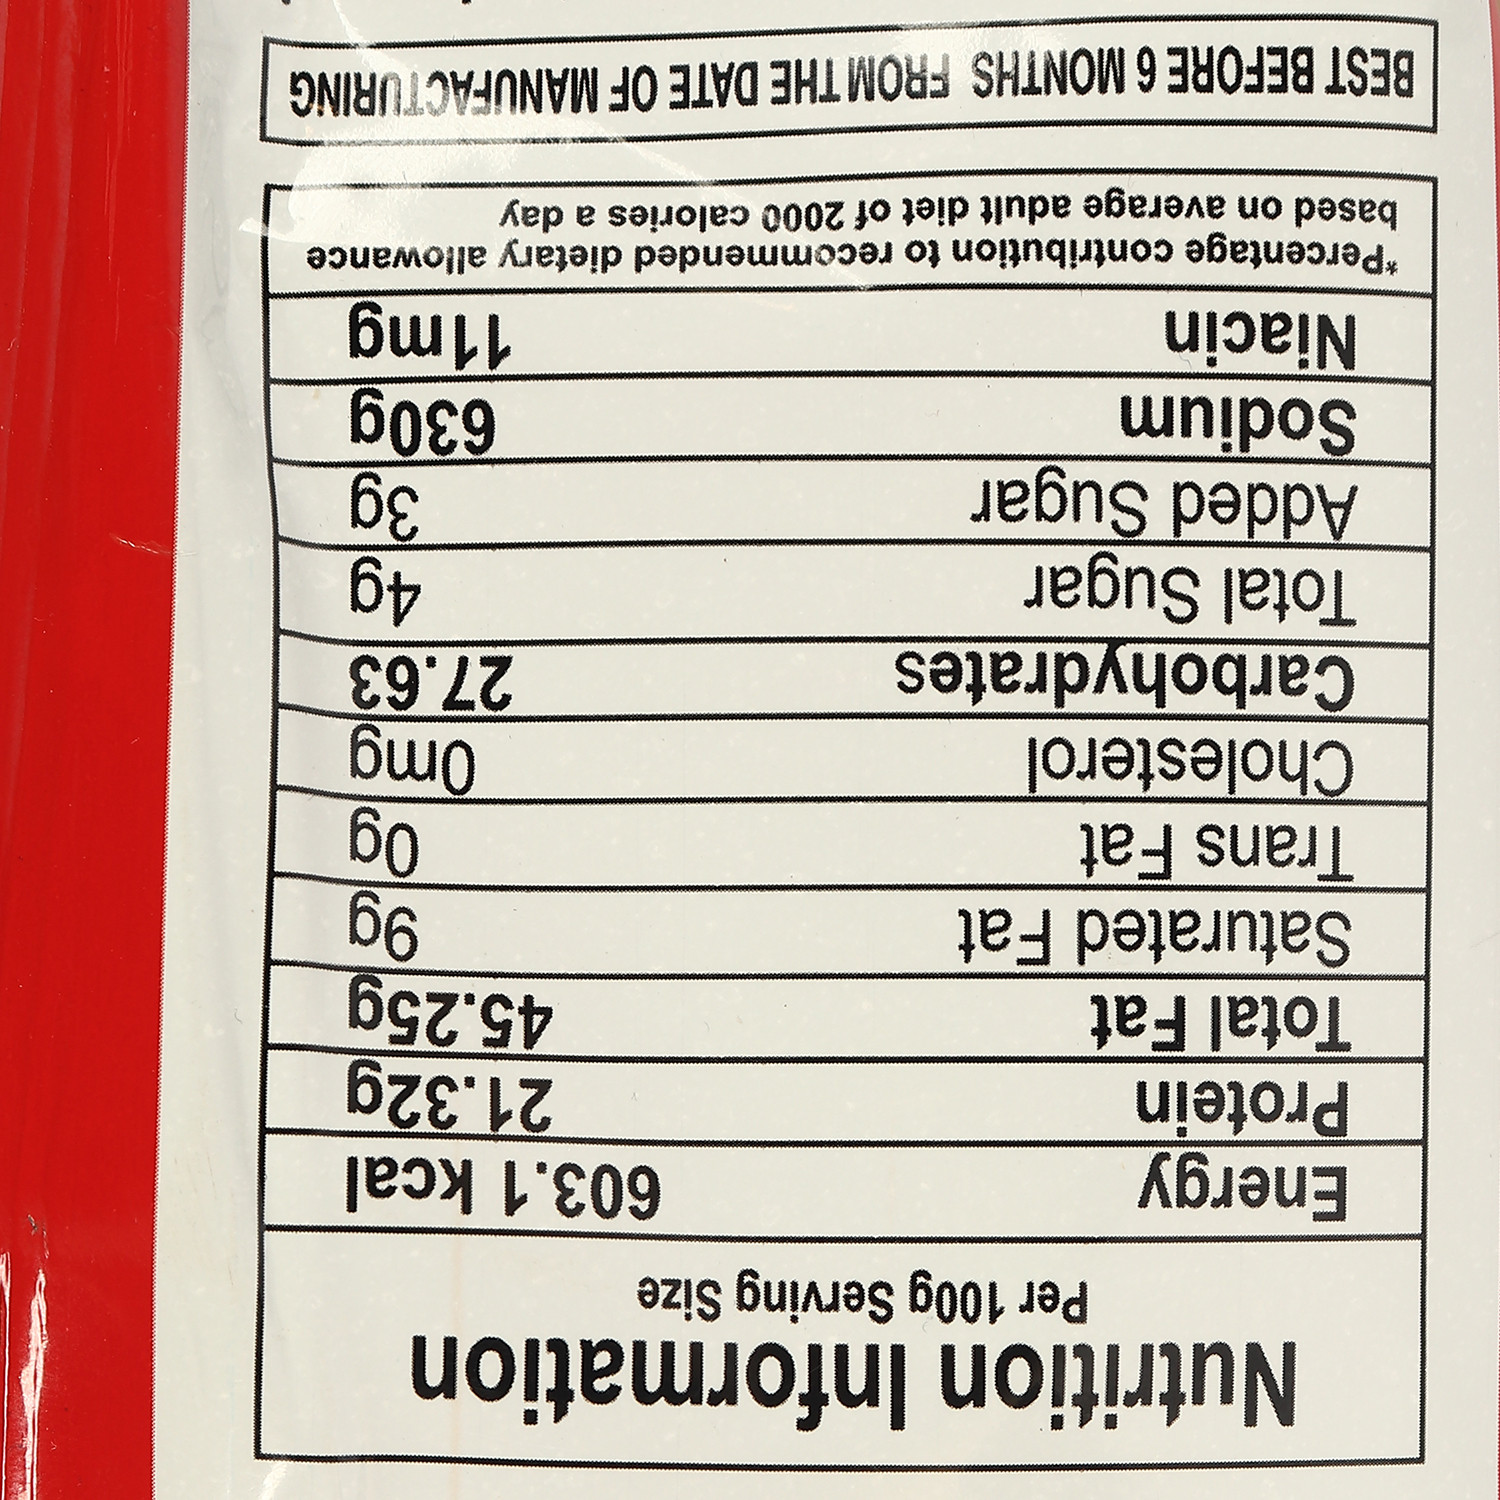 Nutrition Information
Per 100g Serving Size
Energy 603.1 kcal
Protein 21.32g
Total Fat 45.25g
Saturated Fat 9g
Trans Fat 0g
Cholesterol 0mg
Carbohydrates 27.63
Total Sugar 4g
Added Sugar 3g
Sodium 630g
Niacin 11mg
*Percentage contribution to recommended dietary allowance
based on average adult diet of 2000 calories a day
BEST BEFORE 6 MONTHS FROM THE DATE OF MANUFACTURING